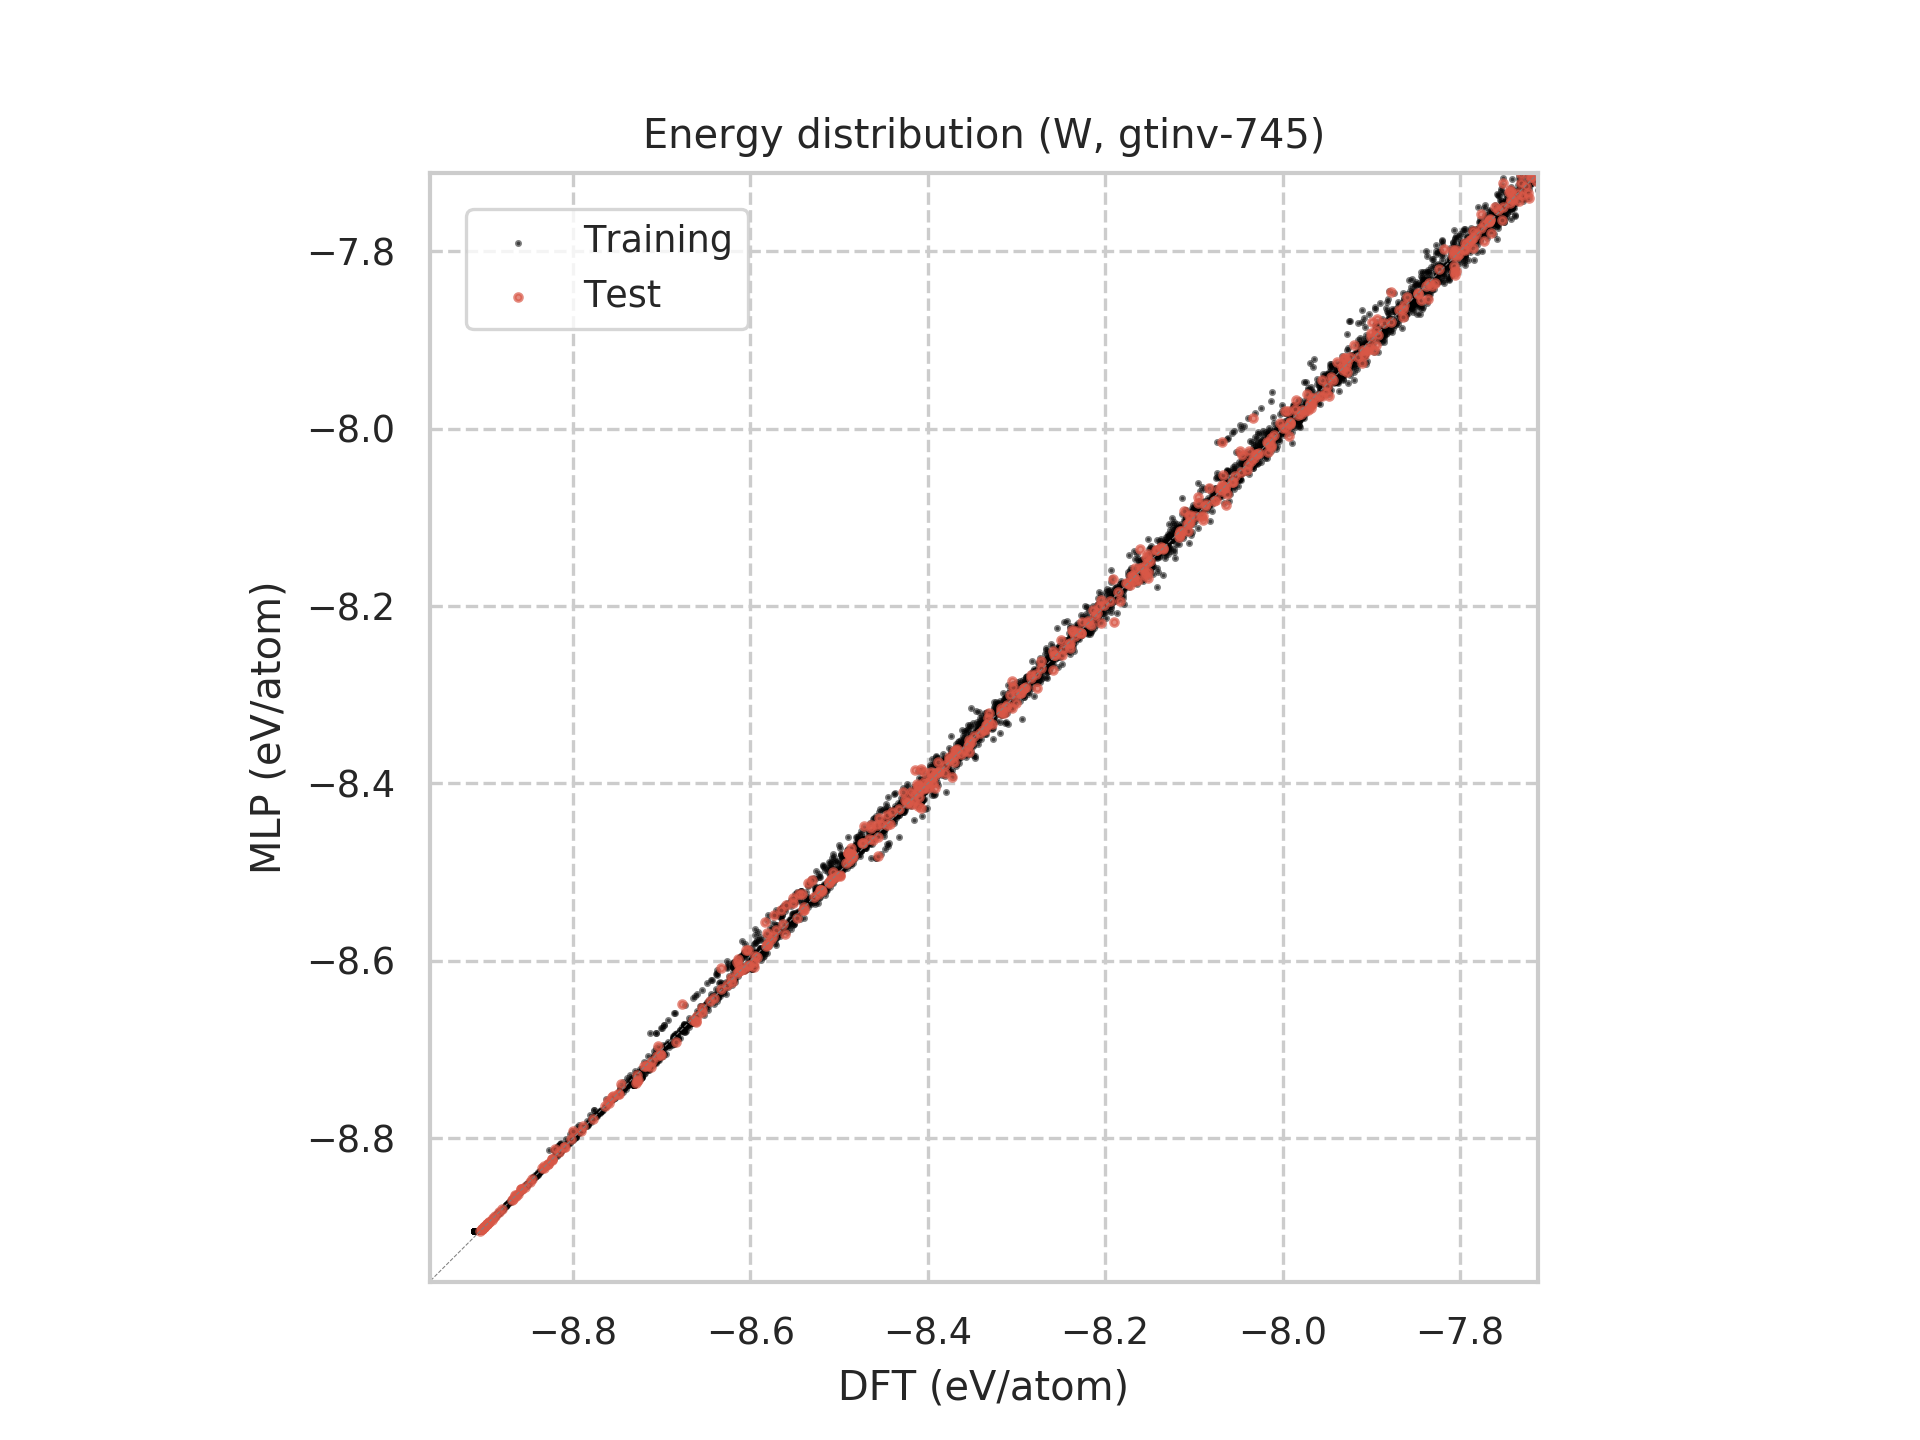 Energy distribution (W, gtinv-745)
Training
Test
−7.8
−8.0
−8.2
−8.4
−8.6
−8.8
MLP (eV/atom)
−8.8 −8.6 −8.4 −8.2 −8.0 −7.8
DFT (eV/atom)